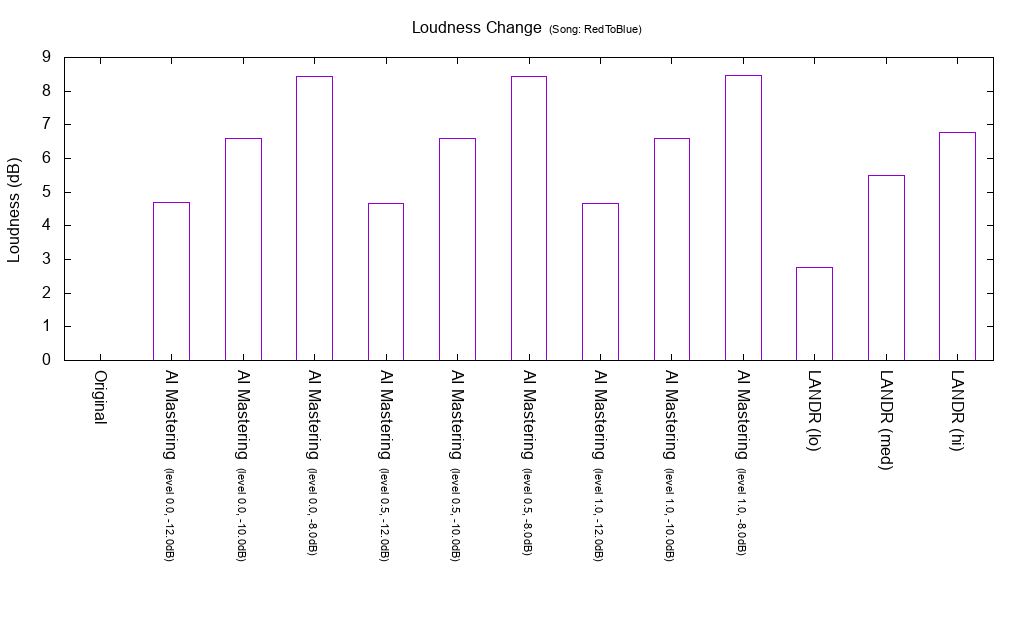 Loudness Change (Song: RedToBlue)
Loudness (dB)
9
8
7
6
5
4
3
2
1
0
Original
AI Mastering (level 0.0, -12.0dB)
AI Mastering (level 0.0, -10.0dB)
AI Mastering (level 0.0, -8.0dB)
AI Mastering (level 0.5, -12.0dB)
AI Mastering (level 0.5, -10.0dB)
AI Mastering (level 0.5, -8.0dB)
AI Mastering (level 1.0, -12.0dB)
AI Mastering (level 1.0, -10.0dB)
AI Mastering (level 1.0, -8.0dB)
LANDR (lo)
LANDR (med)
LANDR (hi)